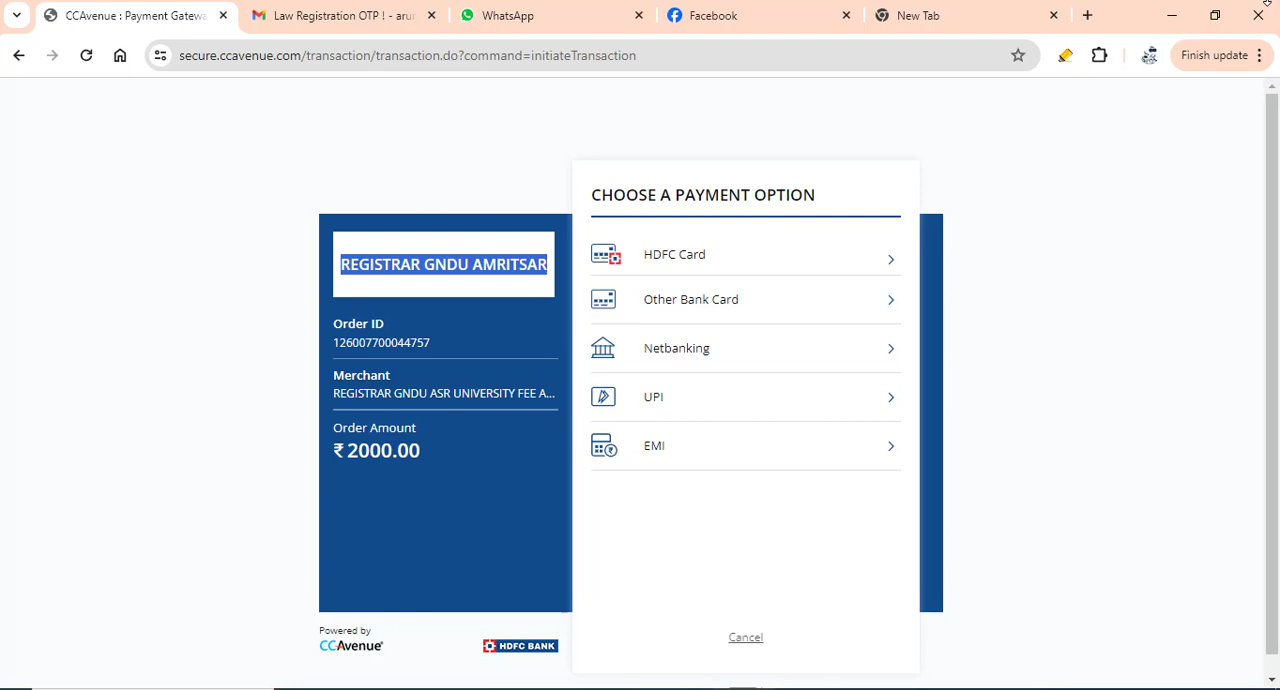 CCAvenue : Payment Gatewa
Law Registration OTP ! - arun
WhatsApp
Facebook
New Tab
secure.ccavenue.com/transaction/transaction.do?command=initiateTransaction
Finish update
CHOOSE A PAYMENT OPTION
REGISTRAR GNDU AMRITSAR
HDFC Card
Other Bank Card
Netbanking
UPI
EMI
Order ID
126007700044757
Merchant
REGISTRAR GNDU ASR UNIVERSITY FEE A...
Order Amount
₹ 2000.00
Powered by
CCAvenue
HDFC BANK
Cancel